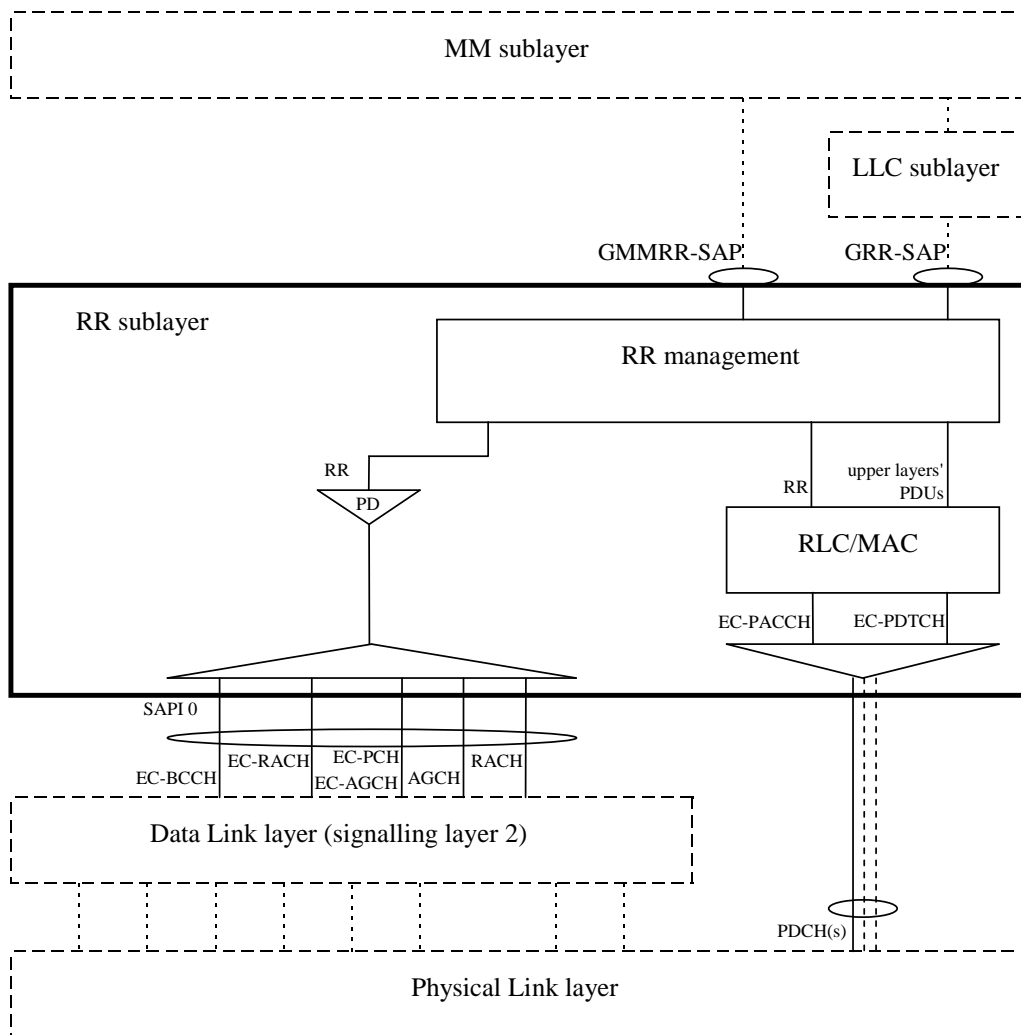 MM sublayer
LLC sublayer
GMMRR-SAP
GRR-SAP
RR sublayer
RR management
RR
PD
RR
upper layers'
PDUs
RLC/MAC
EC-PACCH
EC-PDTCH
SAPI 0
EC-BCCH
EC-RACH
EC-PCH
EC-AGCH
AGCH
RACH
Data Link layer (signalling layer 2)
PDCH(s)
Physical Link layer